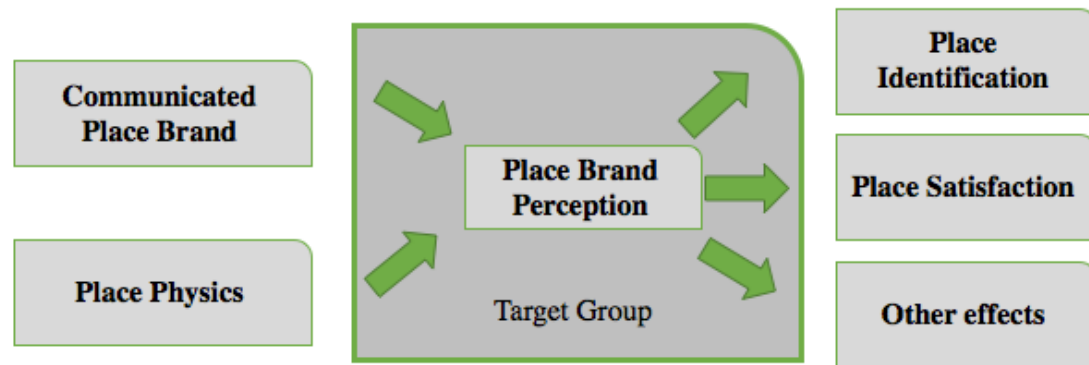 Communicated
Place Brand
Place Physics
Place Brand
Perception
Target Group
Place
Identification
Place Satisfaction
Other effects